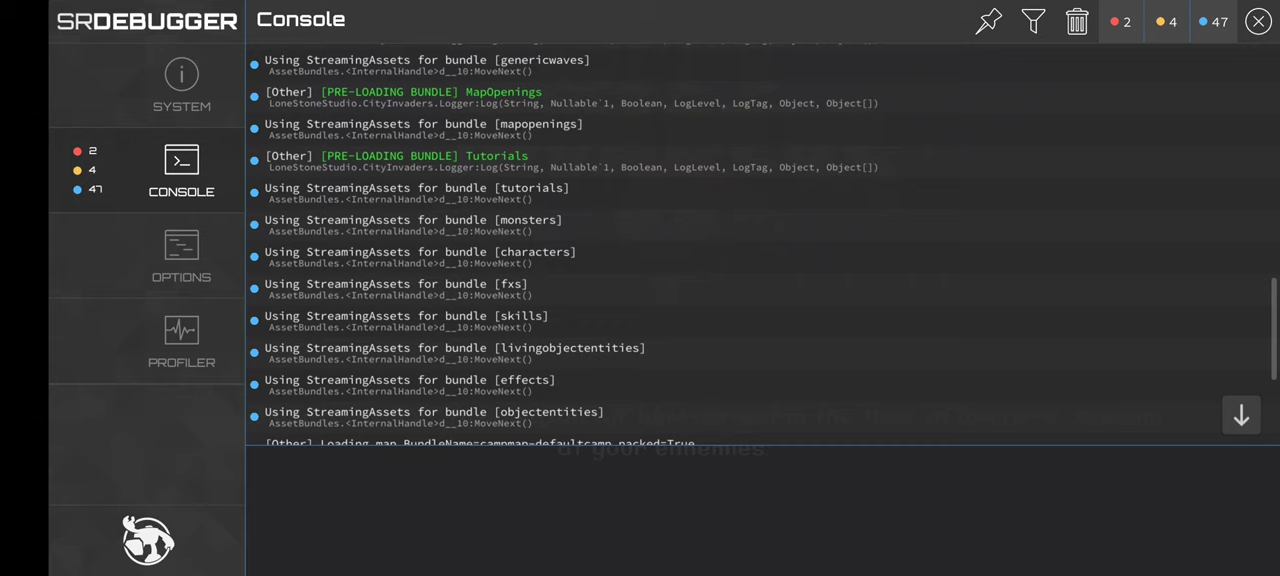 SRDEBUGGER
Console
2
4
47
SYSTEM
2
4
47
CONSOLE
OPTIONS
PROFILER
Using StreamingAssets for bundle [genericwaves]
AssetBundles.<InternalHandle>d__10:MoveNext()
[Other] [PRE-LOADING BUNDLE] MapOpenings
LoneStoneStudio.CityInvaders.Logger:Log(String, Nullable`1, Boolean, LogLevel, LogTag, Object, Object[])
Using StreamingAssets for bundle [mapopenings]
AssetBundles.<InternalHandle>d__10:MoveNext()
[Other] [PRE-LOADING BUNDLE] Tutorials
LoneStoneStudio.CityInvaders.Logger:Log(String, Nullable`1, Boolean, LogLevel, LogTag, Object, Object[])
Using StreamingAssets for bundle [tutorials]
AssetBundles.<InternalHandle>d__10:MoveNext()
Using StreamingAssets for bundle [monsters]
AssetBundles.<InternalHandle>d__10:MoveNext()
Using StreamingAssets for bundle [characters]
AssetBundles.<InternalHandle>d__10:MoveNext()
Using StreamingAssets for bundle [fxs]
AssetBundles.<InternalHandle>d__10:MoveNext()
Using StreamingAssets for bundle [skills]
AssetBundles.<InternalHandle>d__10:MoveNext()
Using StreamingAssets for bundle [livingobjectentities]
AssetBundles.<InternalHandle>d__10:MoveNext()
Using StreamingAssets for bundle [effects]
AssetBundles.<InternalHandle>d__10:MoveNext()
Using StreamingAssets for bundle [objectentities]
AssetBundles.<InternalHandle>d__10:MoveNext()
[Other] Loading map BundleName=campmap-defaultcamp packed=True
of your ennemies